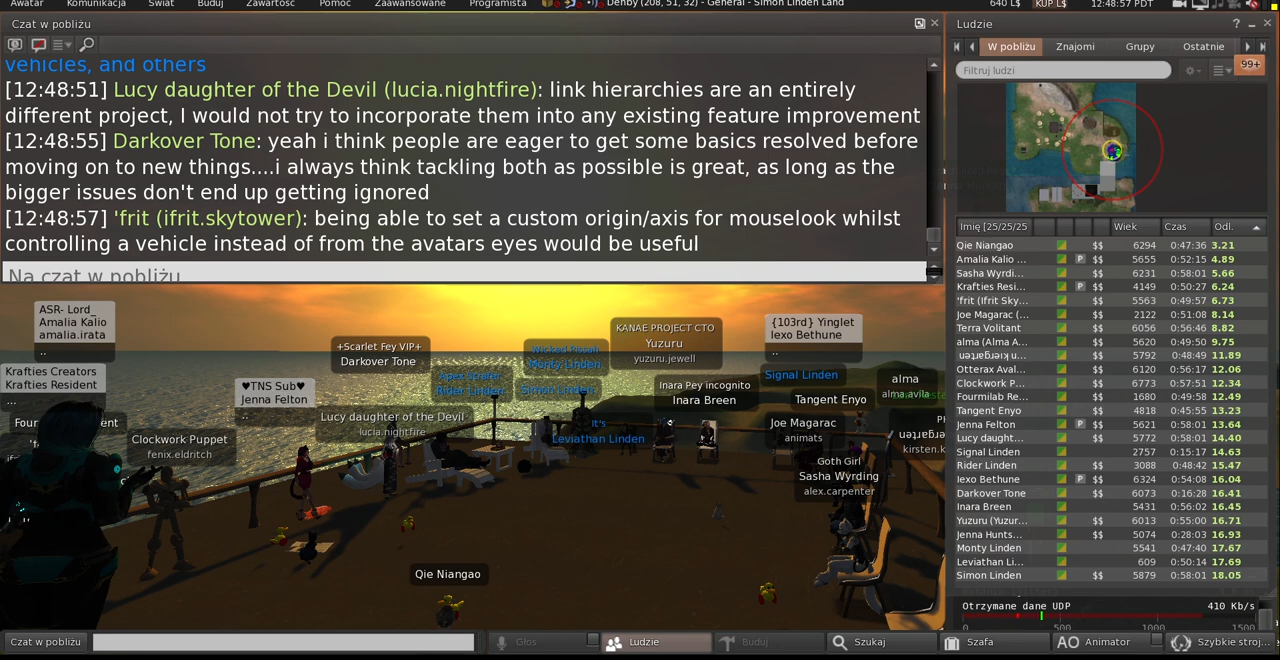 Awatar Komunikacja Świat Buduj Zawartość Pomoc Zaawansowane Programista Denby (208, 51, 32) - General - Simon Linden Land 640 L$ KUP L$ 12:48:57 PDT
Czat w pobliżu
vehicles, and others
[12:48:51] Lucy daughter of the Devil (lucia.nightfire): link hierarchies are an entirely
different project, I would not try to incorporate them into any existing feature improvement
[12:48:55] Darkover Tone: yeah i think people are eager to get some basics resolved before
moving on to new things....i always think tackling both as possible is great, as long as the
bigger issues don't end up getting ignored
[12:48:57] 'frit (ifrit.skytower): being able to set a custom origin/axis for mouselook whilst
controlling a vehicle instead of from the avatars eyes would be useful
Na czat w pobliżu
ASR- Lord_
Amalia Kalio
amalia.irata
..
Krafties Creators
Krafties Resident
...
+Scarlet Fey VIP+
Darkover Tone
♥TNS Sub♥
Jenna Felton
..
Clockwork Puppet
fenix.eldritch
Lucy daughter of the Devil
lucia.nightfire
Rider Linden
Monty Linden
Simon Linden
KANAE PROJECT CTO
Yuzuru
yuzuru.jewell
It's
Leviathan Linden
Inara Pey incognito
Inara Breen
{103rd} Yinglet
Iexo Bethune
..
Signal Linden
Tangent Enyo
alma
alma.avila
Joe Magarac
animats
Goth Girl
Sasha Wyrding
alex.carpenter
Qie Niangao
Ludzie
? _ ×
W pobliżu Znajomi Grupy Ostatnie
99+
Filtruj ludzi
Imię [25/25/25 Wiek Czas Odl.
Qie Niangao $$ 6294 0:47:36 3.21
Amalia Kalio ... P $$ 5655 0:52:15 4.89
Sasha Wyrdi... $$ 6231 0:58:01 5.66
Krafties Resi... P $$ 4149 0:50:27 6.24
'frit (Ifrit Sky... $$ 5563 0:49:57 6.73
Joe Magarac (... $$ 2122 0:51:08 8.14
Terra Volitant $$ 6056 0:56:46 8.82
alma (Alma A... $$ 5620 0:49:50 9.75
$$ 5792 0:48:49 11.89
Otterax Aval... $$ 6120 0:56:17 12.06
Clockwork P... $$ 6773 0:57:51 12.34
Fourmilab Re... $$ 1680 0:49:58 12.49
Tangent Enyo $$ 4818 0:45:55 13.23
Jenna Felton P $$ 5621 0:58:01 13.64
Lucy daught... $$ 5772 0:58:01 14.40
Signal Linden 2757 0:15:17 14.63
Rider Linden $$ 3088 0:48:42 15.47
Iexo Bethune P $$ 6324 0:54:08 16.04
Darkover Tone $$ 6073 0:16:28 16.41
Inara Breen 5431 0:56:02 16.45
Yuzuru (Yuzur... $$ 6013 0:55:00 16.71
Jenna Hunts... $$ 5074 0:28:03 16.93
Monty Linden 5541 0:47:40 17.67
Leviathan Li... 609 0:50:14 17.69
Simon Linden $$ 5879 0:58:01 18.05
Otrzymane dane UDP 410 Kb/s
0 500 1000 1500
Czat w pobliżu Głos Ludzie Buduj Szukaj Szafa AO Animator Szybkie stroj...